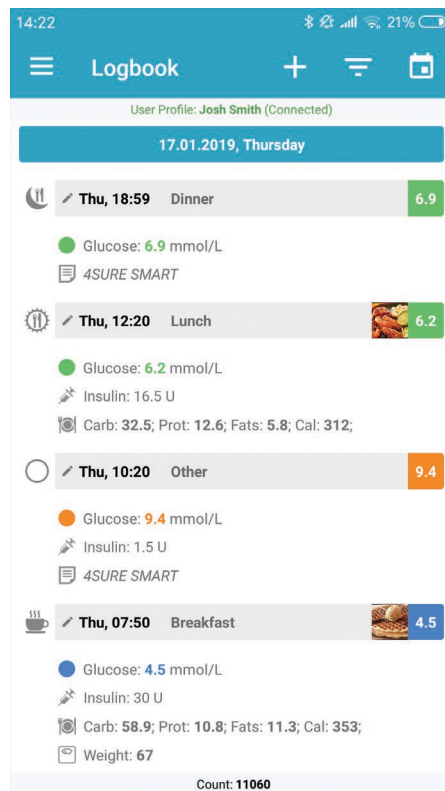 14:22 21%
Logbook
User Profile: Josh Smith (Connected)
17.01.2019, Thursday
Thu, 18:59 Dinner 6.9
Glucose: 6.9 mmol/L
4SURE SMART
Thu, 12:20 Lunch 6.2
Glucose: 6.2 mmol/L
Insulin: 16.5 U
Carb: 32.5; Prot: 12.6; Fats: 5.8; Cal: 312;
Thu, 10:20 Other 9.4
Glucose: 9.4 mmol/L
Insulin: 1.5 U
4SURE SMART
Thu, 07:50 Breakfast 4.5
Glucose: 4.5 mmol/L
Insulin: 30 U
Carb: 58.9; Prot: 10.8; Fats: 11.3; Cal: 353;
Weight: 67
Count: 11060